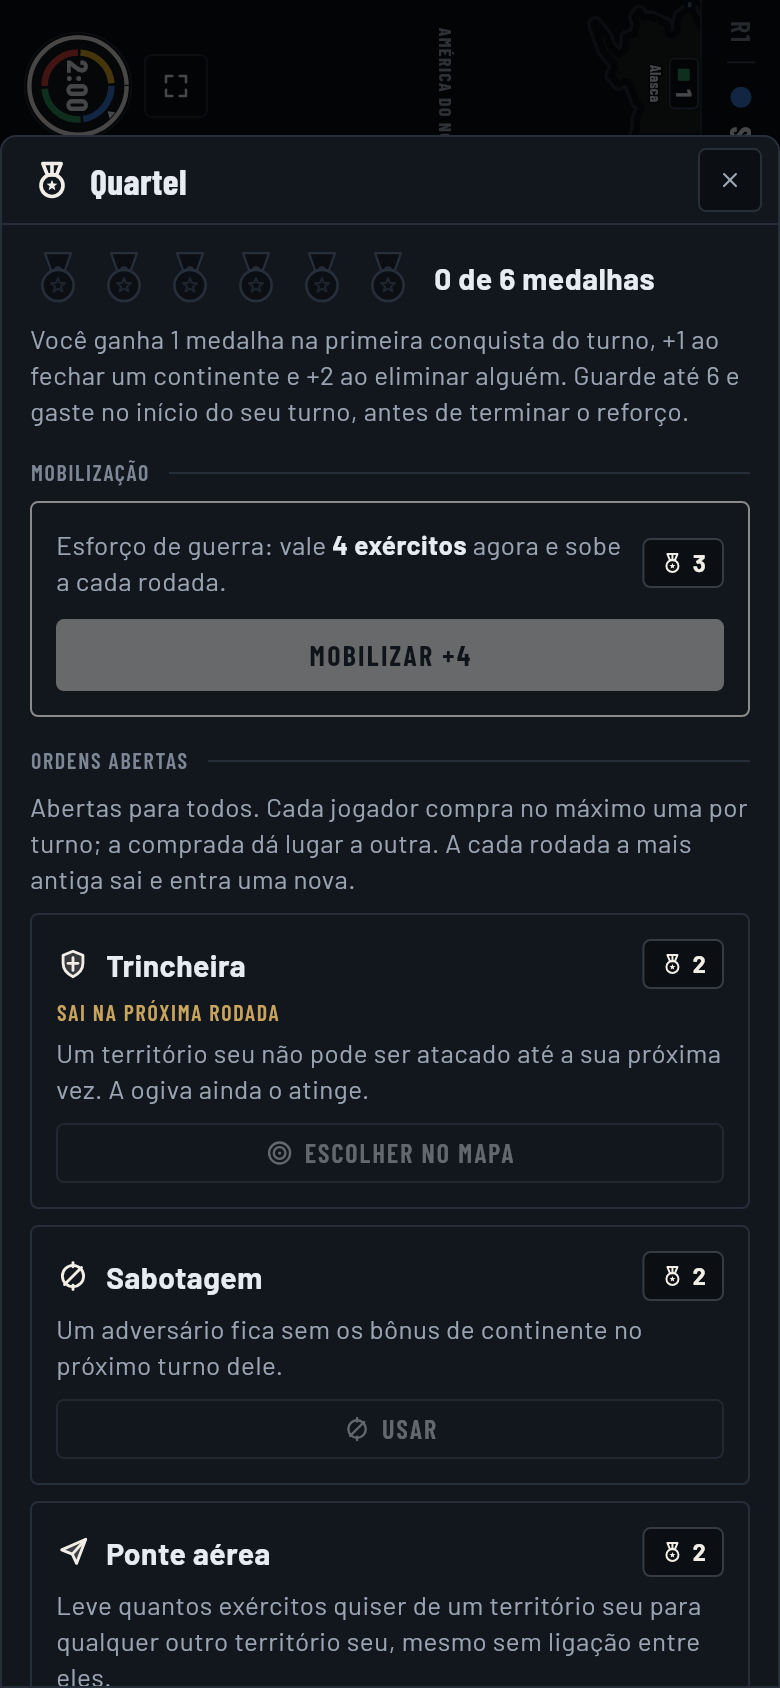 2:00
AMÉRICA DO NO
Alasca
1
R1
Quartel
0 de 6 medalhas
Você ganha 1 medalha na primeira conquista do turno, +1 ao
fechar um continente e +2 ao eliminar alguém. Guarde até 6 e
gaste no início do seu turno, antes de terminar o reforço.
MOBILIZAÇÃO
Esforço de guerra: vale 4 exércitos agora e sobe
a cada rodada.
3
MOBILIZAR +4
ORDENS ABERTAS
Abertas para todos. Cada jogador compra no máximo uma por
turno; a comprada dá lugar a outra. A cada rodada a mais
antiga sai e entra uma nova.
Trincheira
2
SAI NA PRÓXIMA RODADA
Um território seu não pode ser atacado até a sua próxima
vez. A ogiva ainda o atinge.
ESCOLHER NO MAPA
Sabotagem
2
Um adversário fica sem os bônus de continente no
próximo turno dele.
USAR
Ponte aérea
2
Leve quantos exércitos quiser de um território seu para
qualquer outro território seu, mesmo sem ligação entre
eles.